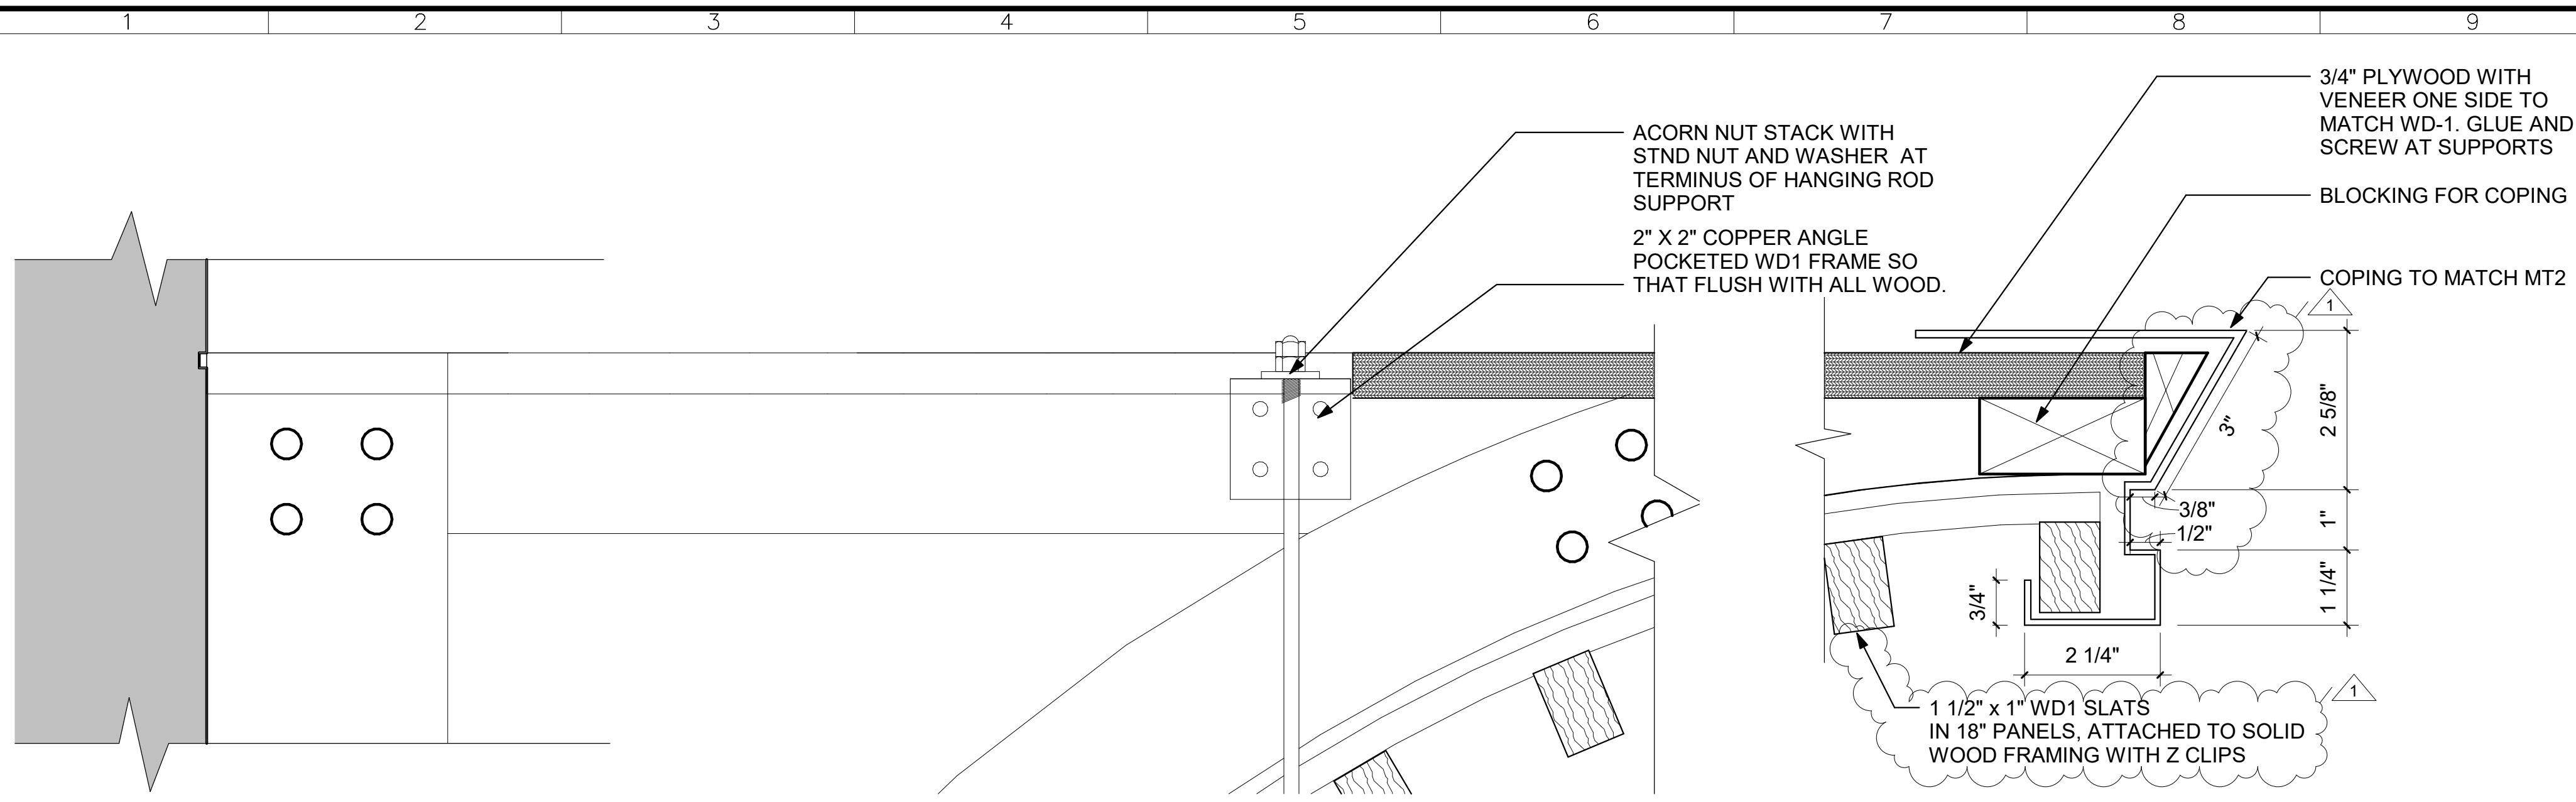 1 2 3 4 5 6 7 8 9
3/4" PLYWOOD WITH
VENEER ONE SIDE TO
MATCH WD-1. GLUE AND
SCREW AT SUPPORTS
ACORN NUT STACK WITH
STND NUT AND WASHER AT
TERMINUS OF HANGING ROD
SUPPORT
BLOCKING FOR COPING
2" X 2" COPPER ANGLE
POCKETED WD1 FRAME SO
THAT FLUSH WITH ALL WOOD.
COPING TO MATCH MT2
1
2 5/8"
3"
3/8"
1"
1/2"
3/4"
1 1/4"
2 1/4"
1
1 1/2" x 1" WD1 SLATS
IN 18" PANELS, ATTACHED TO SOLID
WOOD FRAMING WITH Z CLIPS